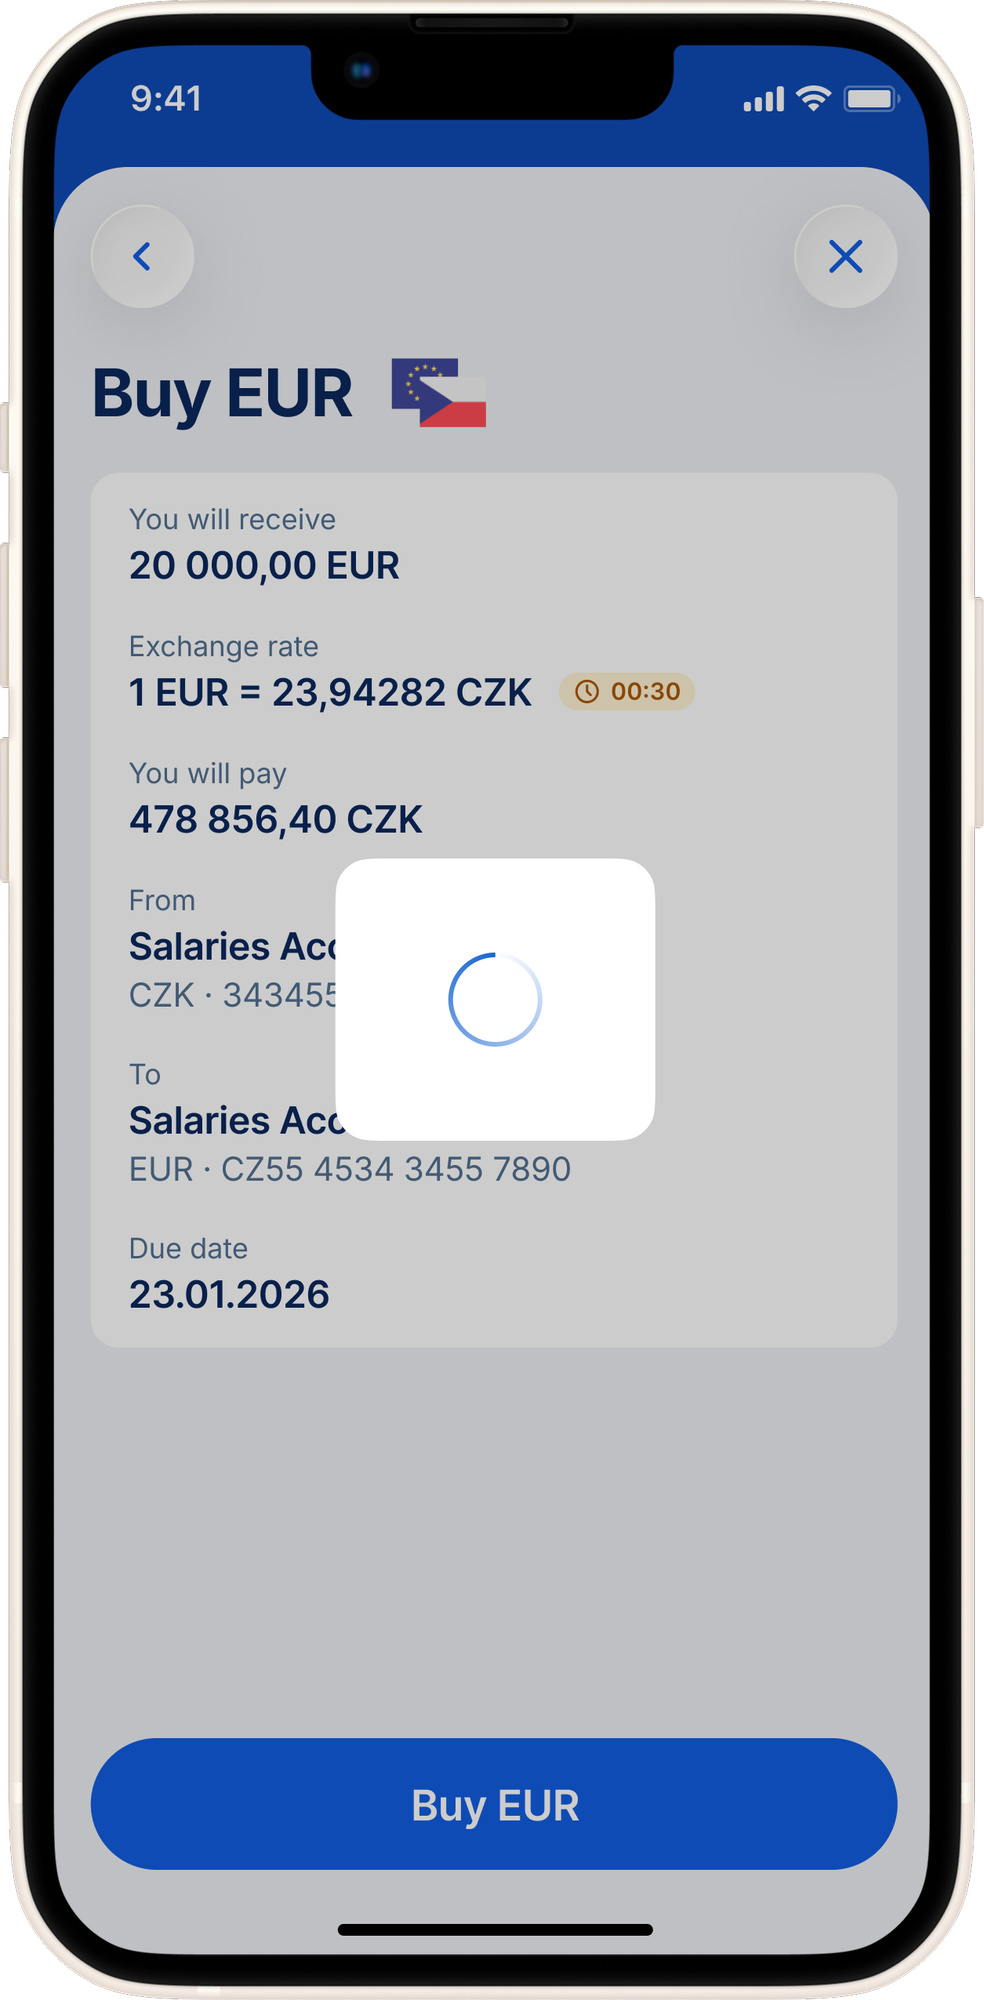 9:41
Buy EUR
You will receive
20 000,00 EUR
Exchange rate
1 EUR = 23,94282 CZK
00:30
You will pay
478 856,40 CZK
From
Salaries
CZK · 343455
To
Salaries
EUR · CZ55 4534 3455 7890
Due date
23.01.2026
Buy EUR